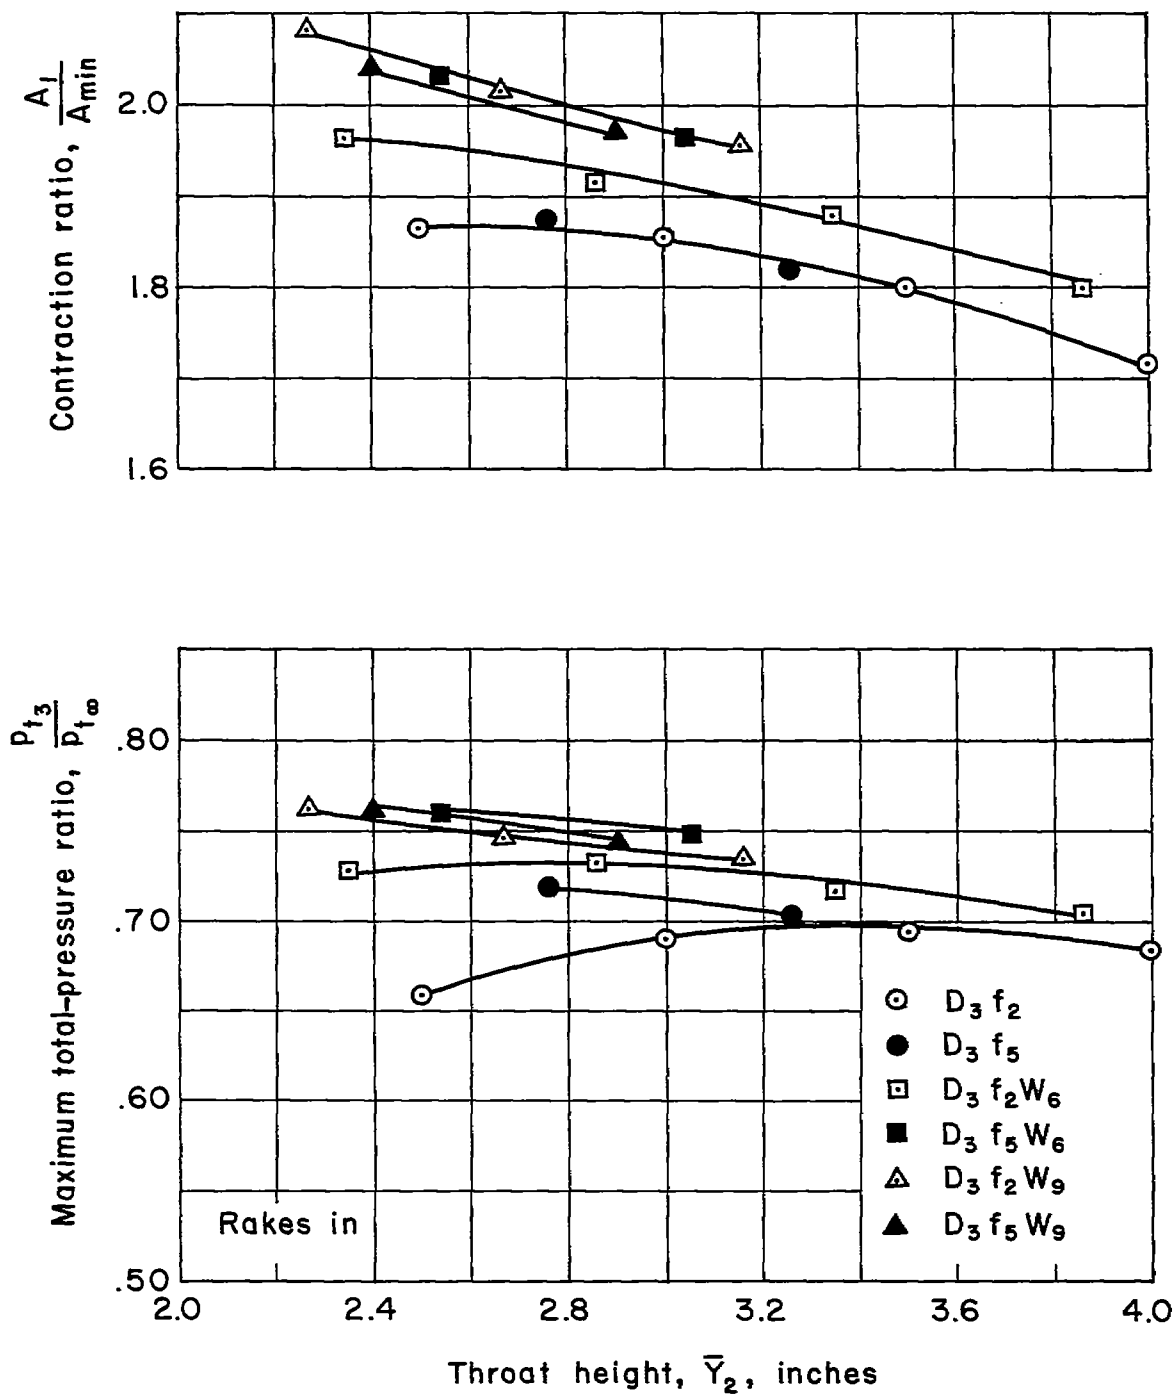 Contraction ratio, A₁/Aₘᵢₙ
2.0
1.8
1.6
Maximum total-pressure ratio, pₜ₃/pₜ∞
.80
.70
.60
.50
D₃ f₂
D₃ f₅
D₃ f₂W₆
D₃ f₅W₆
D₃ f₂W₉
D₃ f₅W₉
Rakes in
2.0 2.4 2.8 3.2 3.6 4.0
Throat height, Y̅₂, inches